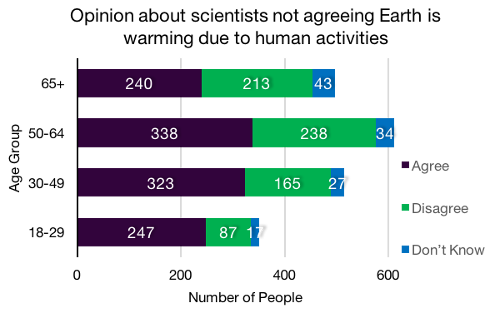 Opinion about scientists not agreeing Earth is
warming due to human activities
65+ 240 213 43
50-64 338 238 34
30-49 323 165 27
18-29 247 87 17
0 200 400 600
Number of People
Age Group
Agree
Disagree
Don't Know